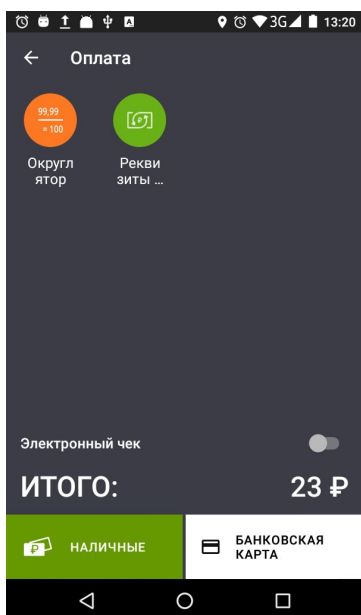 3G 13:20
Оплата
99,99
= 100
Округл
ятор
Рекви
зиты ...
Электронный чек
ИТОГО: 23 ₽
НАЛИЧНЫЕ
БАНКОВСКАЯ
КАРТА